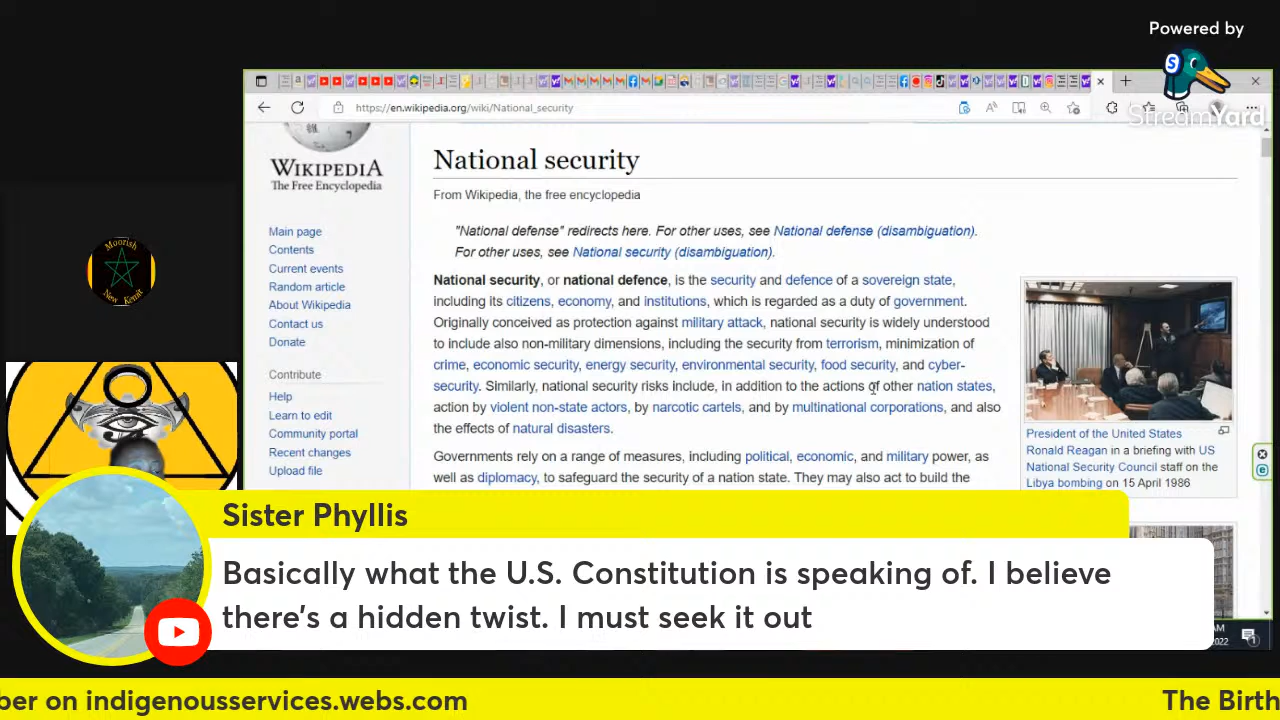 Powered by
StreamYard
https://en.wikipedia.org/wiki/National_security
WIKIPEDIA
The Free Encyclopedia
Main page
Contents
Current events
Random article
About Wikipedia
Contact us
Donate
Contribute
Help
Learn to edit
Community portal
Recent changes
Upload file
National security
From Wikipedia, the free encyclopedia
"National defense" redirects here. For other uses, see National defense (disambiguation).
For other uses, see National security (disambiguation).
National security, or national defence, is the security and defence of a sovereign state,
including its citizens, economy, and institutions, which is regarded as a duty of government.
Originally conceived as protection against military attack, national security is widely understood
to include also non-military dimensions, including the security from terrorism, minimization of
crime, economic security, energy security, environmental security, food security, and cyber-
security. Similarly, national security risks include, in addition to the actions of other nation states,
action by violent non-state actors, by narcotic cartels, and by multinational corporations, and also
the effects of natural disasters.
Governments rely on a range of measures, including political, economic, and military power, as
well as diplomacy, to safeguard the security of a nation state. They may also act to build the
President of the United States
Ronald Reagan in a briefing with US
National Security Council staff on the
Libya bombing on 15 April 1986
Moorish
New Kemit
Sister Phyllis
Basically what the U.S. Constitution is speaking of. I believe
there's a hidden twist. I must seek it out
AM
2022
ber on indigenousservices.webs.com
The Birth